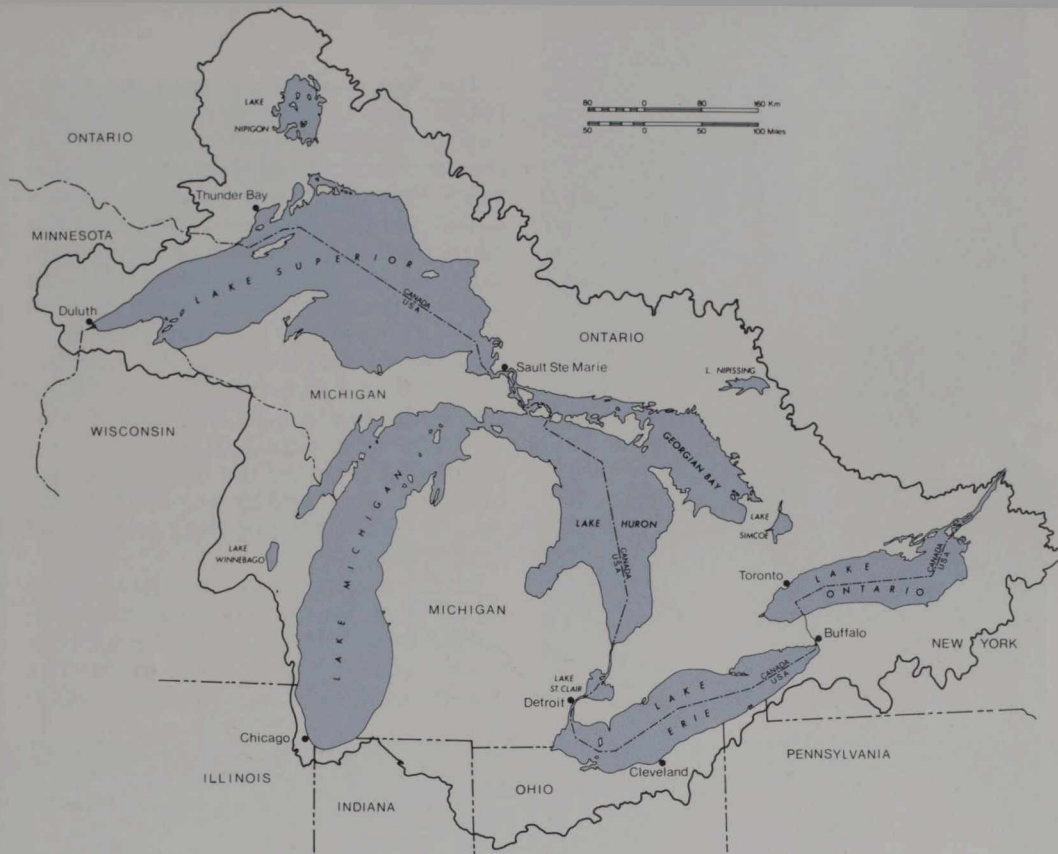 80 0 80 160 Km
50 0 50 100 Miles
LAKE
NIPIGON
ONTARIO
Thunder Bay
MINNESOTA
LAKE SUPERIOR
CANADA
USA
Duluth
ONTARIO
Sault Ste Marie
L. NIPISSING
MICHIGAN
WISCONSIN
GEORGIAN BAY
LAKE MICHIGAN
LAKE HURON
CANADA
USA
LAKE
SIMCOE
LAKE
WINNEBAGO
Toronto
LAKE
ONTARIO
CANADA
USA
MICHIGAN
Buffalo
NEW YORK
LAKE
ST CLAIR
Detroit
LAKE
ERIE
CANADA
USA
Chicago
Cleveland
PENNSYLVANIA
ILLINOIS
INDIANA
OHIO